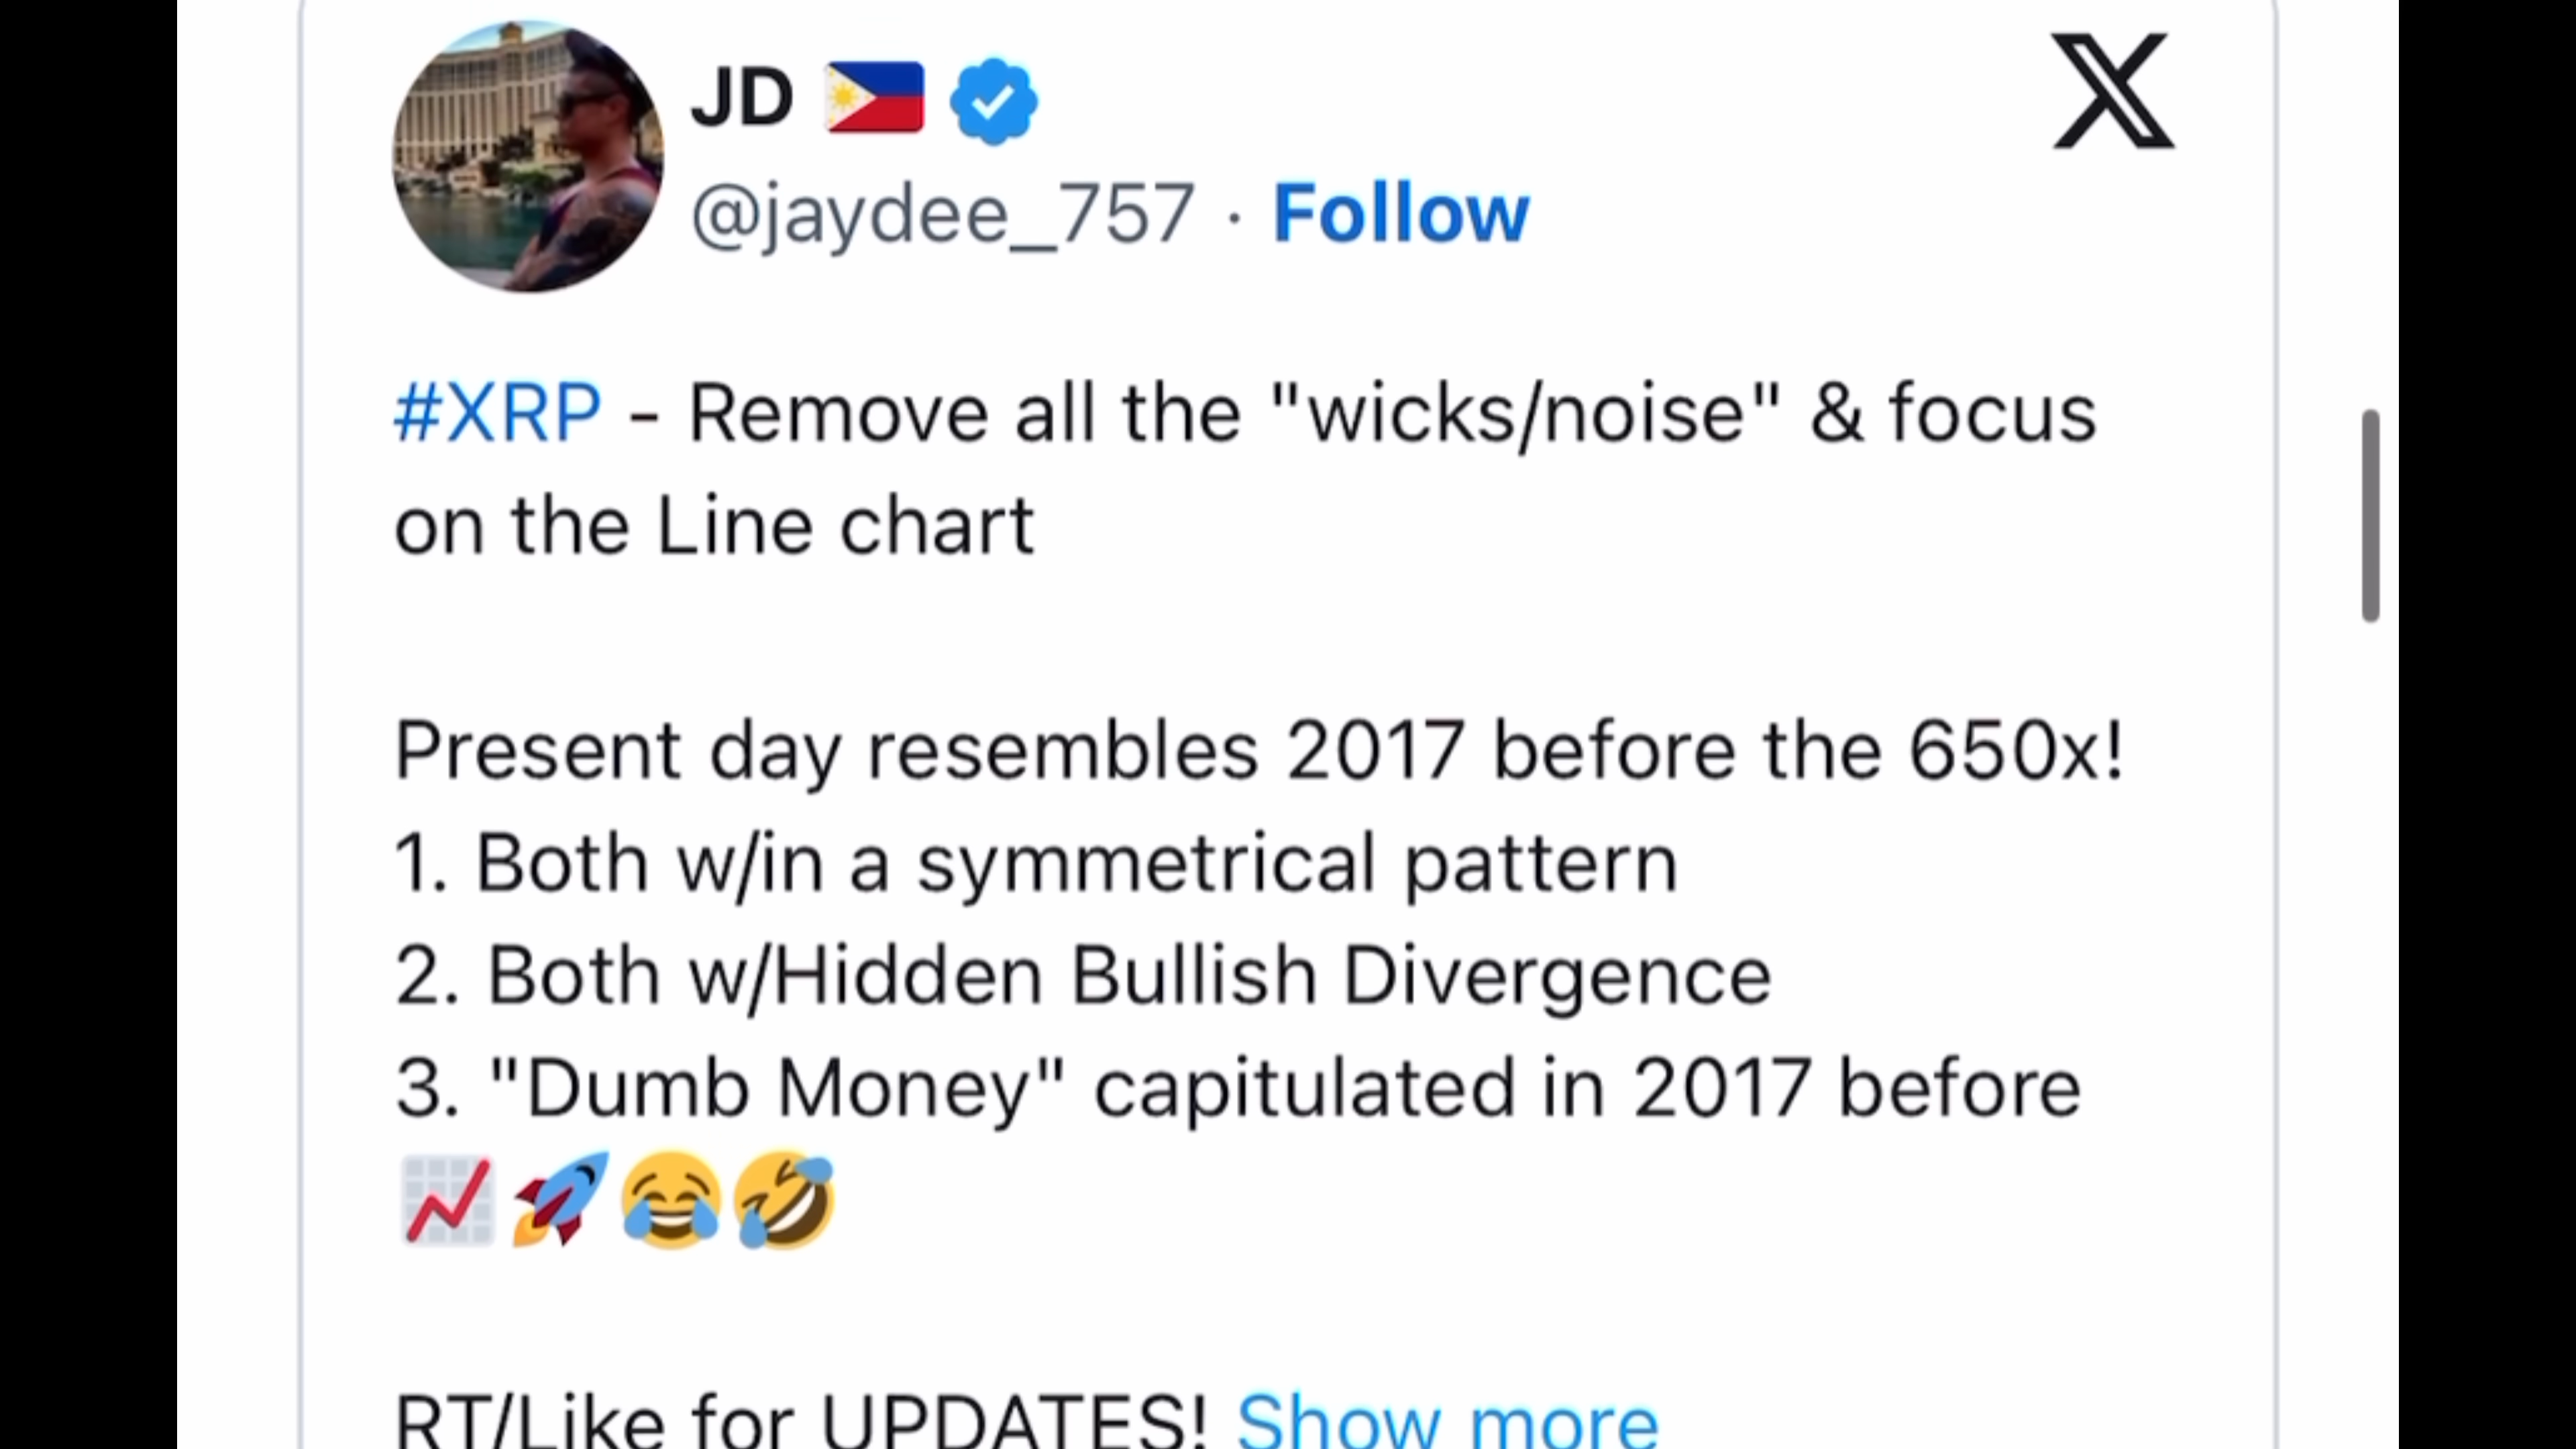 JD 🇵🇭
@jaydee_757 · Follow
#XRP - Remove all the "wicks/noise" & focus
on the Line chart
Present day resembles 2017 before the 650x!
1. Both w/in a symmetrical pattern
2. Both w/Hidden Bullish Divergence
3. "Dumb Money" capitulated in 2017 before
📈🚀😂🤣
RT/Like for UPDATES! Show more